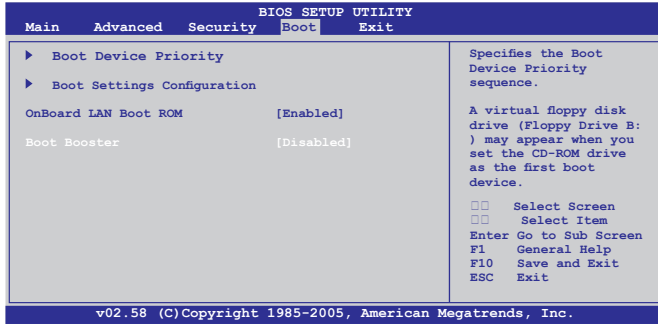 BIOS SETUP UTILITY
Main Advanced Security Boot Exit
Boot Device Priority
Boot Settings Configuration
OnBoard LAN Boot ROM [Enabled]
Boot Booster [Disabled]
Specifies the Boot
Device Priority
sequence.
A virtual floppy disk
drive (Floppy Drive B:
) may appear when you
set the CD-ROM drive
as the first boot
device.
□□ Select Screen
□□ Select Item
Enter Go to Sub Screen
F1 General Help
F10 Save and Exit
ESC Exit
v02.58 (C)Copyright 1985-2005, American Megatrends, Inc.